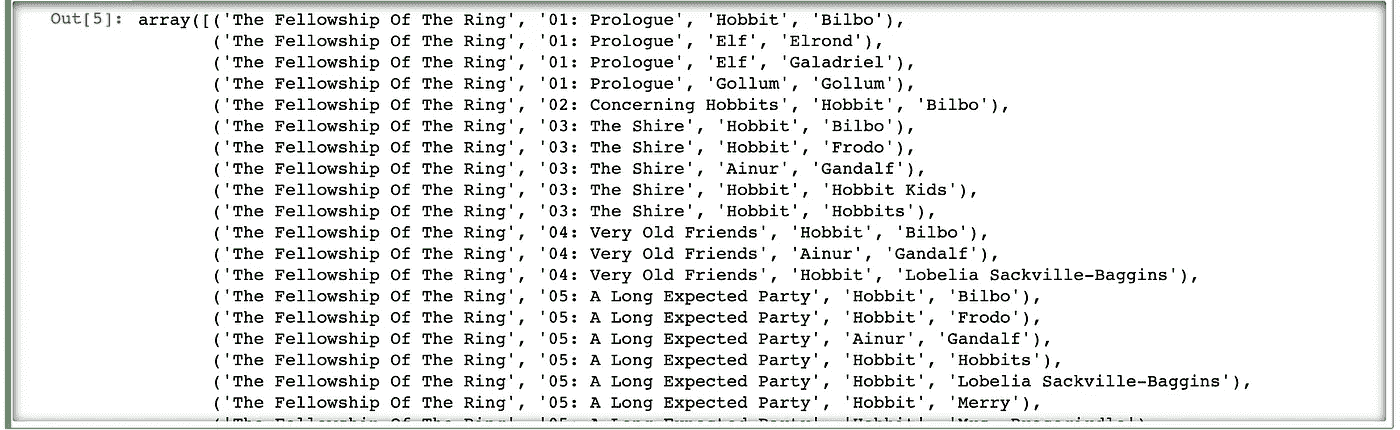 Out[5]: array([('The Fellowship Of The Ring', '01: Prologue', 'Hobbit', 'Bilbo'),
('The Fellowship Of The Ring', '01: Prologue', 'Elf', 'Elrond'),
('The Fellowship Of The Ring', '01: Prologue', 'Elf', 'Galadriel'),
('The Fellowship Of The Ring', '01: Prologue', 'Gollum', 'Gollum'),
('The Fellowship Of The Ring', '02: Concerning Hobbits', 'Hobbit', 'Bilbo'),
('The Fellowship Of The Ring', '03: The Shire', 'Hobbit', 'Bilbo'),
('The Fellowship Of The Ring', '03: The Shire', 'Hobbit', 'Frodo'),
('The Fellowship Of The Ring', '03: The Shire', 'Ainur', 'Gandalf'),
('The Fellowship Of The Ring', '03: The Shire', 'Hobbit', 'Hobbit Kids'),
('The Fellowship Of The Ring', '03: The Shire', 'Hobbit', 'Hobbits'),
('The Fellowship Of The Ring', '04: Very Old Friends', 'Hobbit', 'Bilbo'),
('The Fellowship Of The Ring', '04: Very Old Friends', 'Ainur', 'Gandalf'),
('The Fellowship Of The Ring', '04: Very Old Friends', 'Hobbit', 'Lobelia Sackville-Baggins'),
('The Fellowship Of The Ring', '05: A Long Expected Party', 'Hobbit', 'Bilbo'),
('The Fellowship Of The Ring', '05: A Long Expected Party', 'Hobbit', 'Frodo'),
('The Fellowship Of The Ring', '05: A Long Expected Party', 'Ainur', 'Gandalf'),
('The Fellowship Of The Ring', '05: A Long Expected Party', 'Hobbit', 'Hobbits'),
('The Fellowship Of The Ring', '05: A Long Expected Party', 'Hobbit', 'Lobelia Sackville-Baggins'),
('The Fellowship Of The Ring', '05: A Long Expected Party', 'Hobbit', 'Merry'),